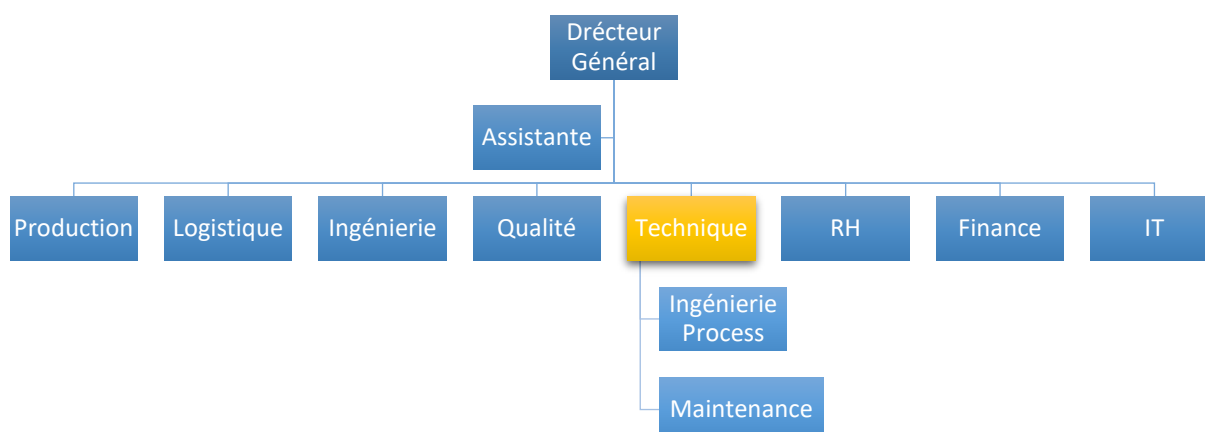 Drécteur
Général
Assistante
Production
Logistique
Ingénierie
Qualité
Technique
RH
Finance
IT
Ingénierie
Process
Maintenance